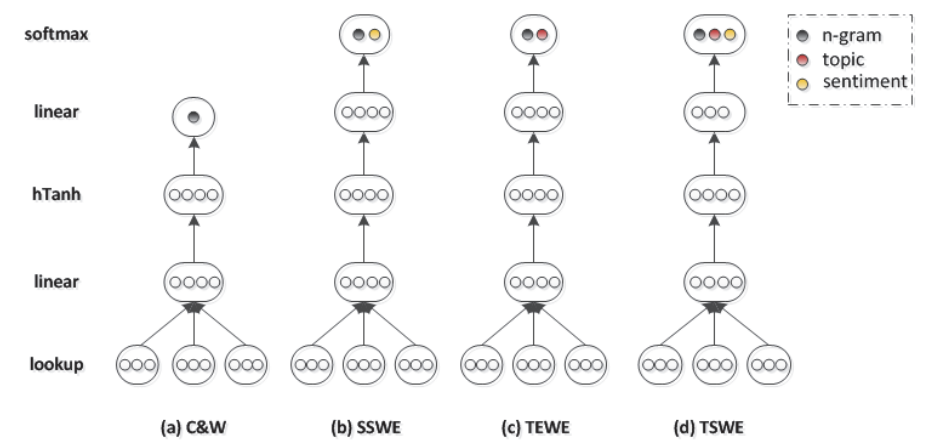 softmax
n-gram
topic
sentiment
linear
hTanh
linear
lookup
(a) C&W (b) SSWE (c) TEWE (d) TSWE